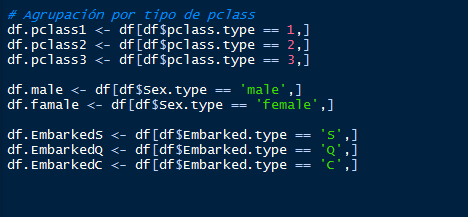 # Agrupación por tipo de pclass
df.pclass1 <- df[df$pclass.type == 1,]
df.pclass2 <- df[df$pclass.type == 2,]
df.pclass3 <- df[df$pclass.type == 3,]
df.male <- df[df$Sex.type == 'male',]
df.famale <- df[df$Sex.type == 'female',]
df.EmbarkedS <- df[df$Embarked.type == 'S',]
df.EmbarkedQ <- df[df$Embarked.type == 'Q',]
df.EmbarkedC <- df[df$Embarked.type == 'C',]